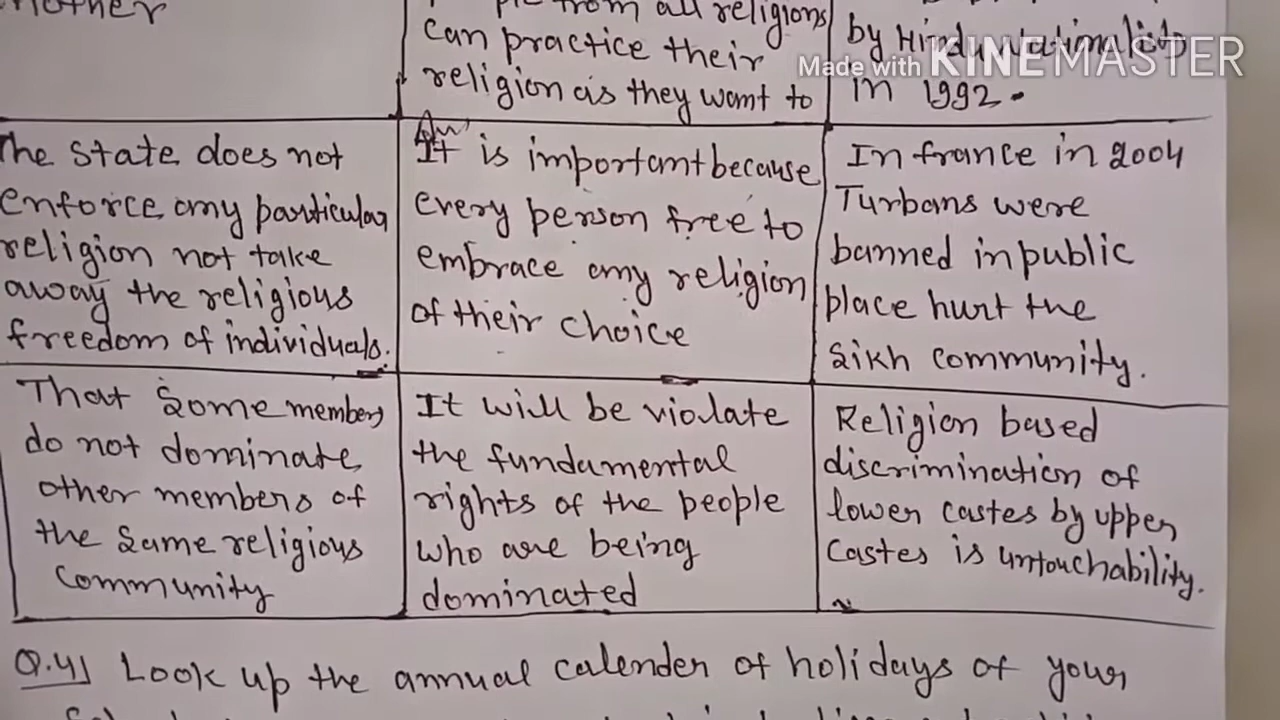 mother
from all religions
can practice their
religion as they want to
by Hindu Nationalists
in 1992.
Made with KINEMASTER
The State does not
enforce any particular
religion not take
away the religious
freedom of individuals.
Ans
It is important because
every person free to
embrace any religion
of their choice
In france in 2004
Turbans were
banned in public
place hurt the
Sikh community.
That Some members
do not dominate
other members of
the Same religious
community
It will be violate
the fundamental
rights of the people
who are being
dominated
Religion based
discrimination of
lower castes by upper
castes is untouchability.
Q.4) Look up the annual calender of holidays of your